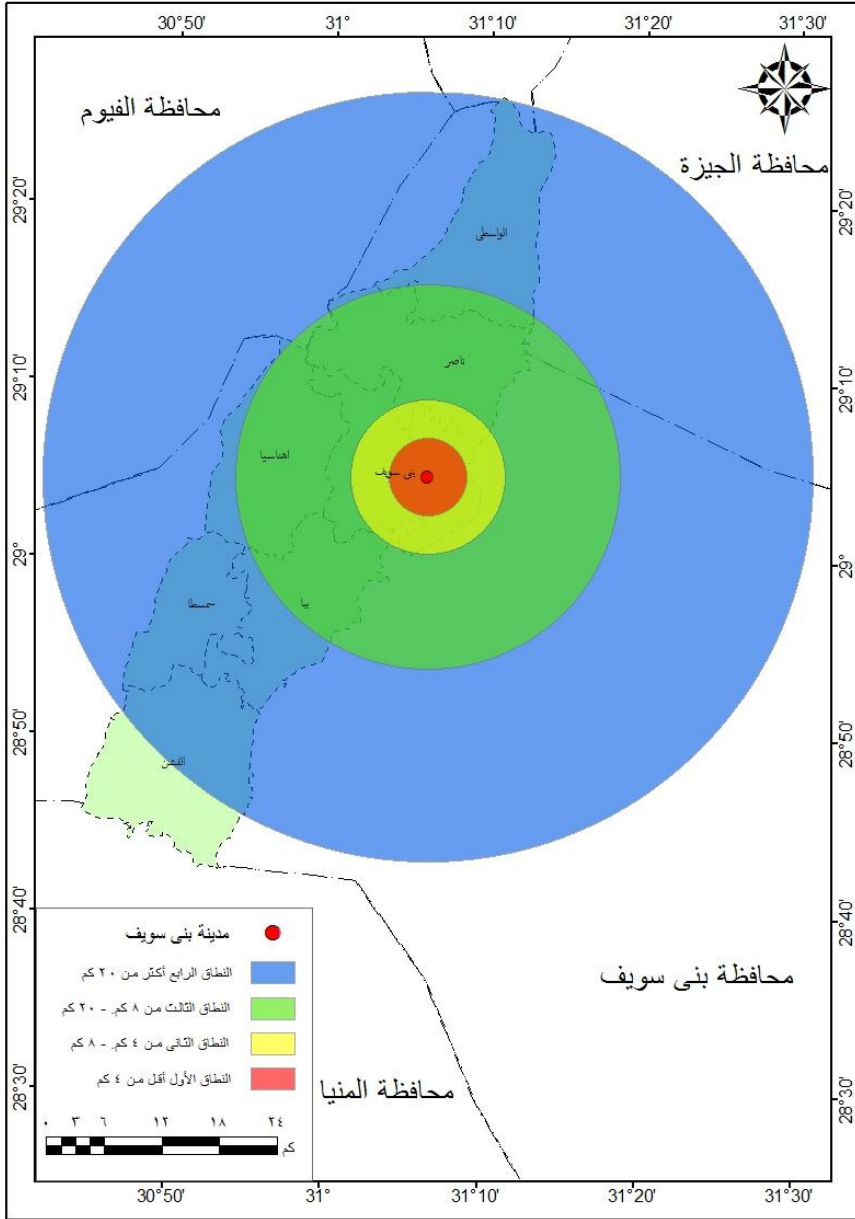 30°50' 31° 31°10' 31°20' 31°30'
محافظة الفيوم
محافظة الجيزة
29°20' 29°20'
الواسطى
29°10' 29°10'
ناصر
اهناسيا
بنى سويف
29° 29°
سمسطا
ببا
28°50' 28°50'
الفشن
28°40' 28°40'
محافظة بنى سويف
محافظة المنيا
28°30' 28°30'
مدينة بنى سويف
النطاق الرابع أكثر من ٢٠ كم
النطاق الثالث من ٨ كم. - ٢٠ كم
النطاق الثانى من ٤ كم. - ٨ كم
النطاق الأول أقل من ٤ كم
٠ ٣ ٦ ١٢ ١٨ ٢٤
كم
30°50' 31° 31°10' 31°20' 31°30'